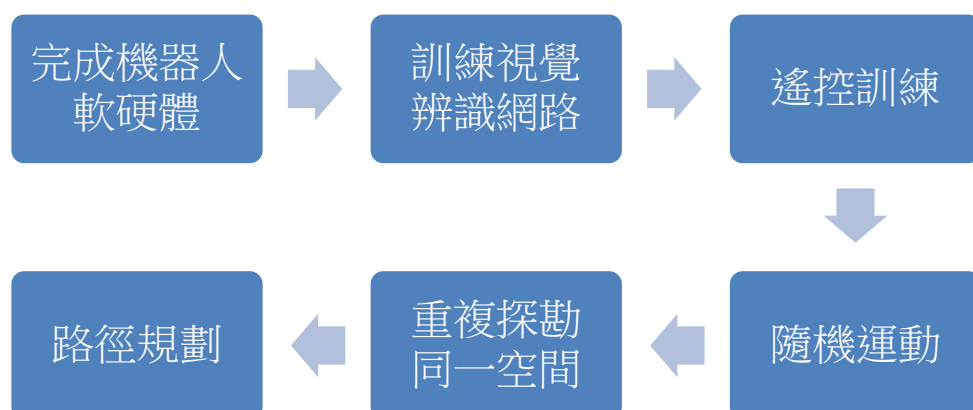 完成機器人
軟硬體
訓練視覺
辨識網路
遙控訓練
隨機運動
重複探勘
同一空間
路徑規劃